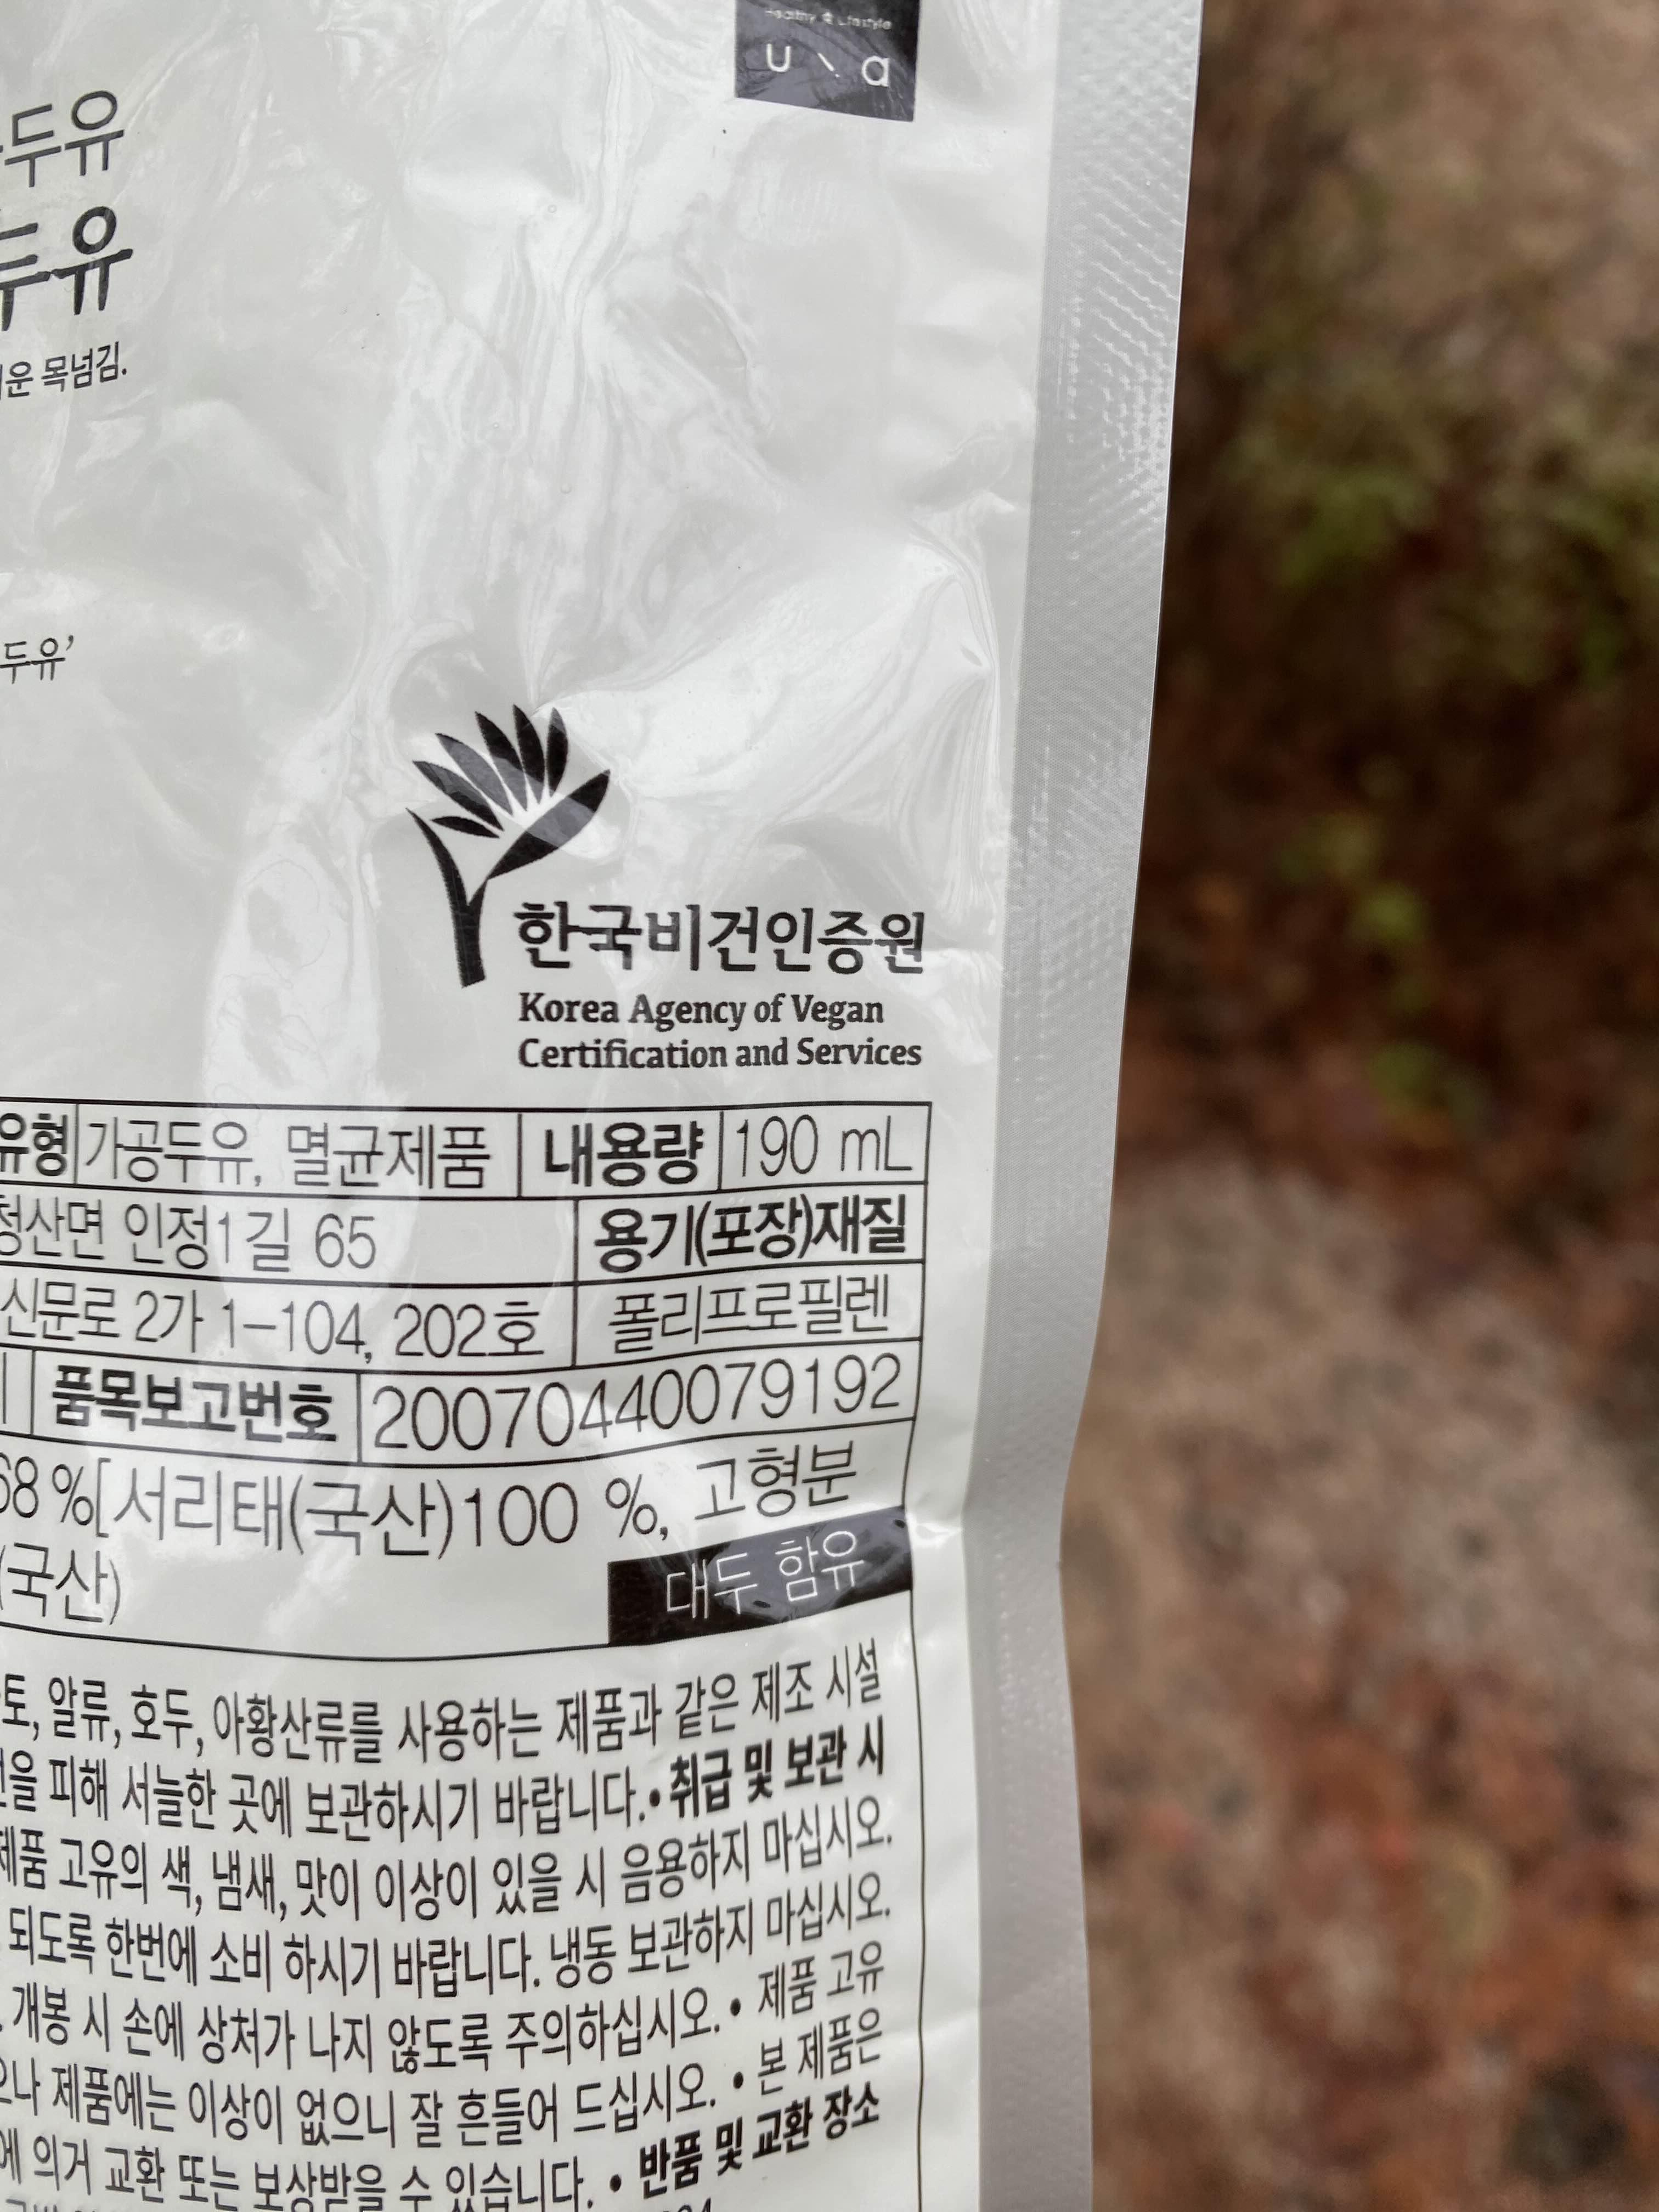 Healthy & Lifestyle
두유
두유
목넘김.
두유’
한국비건인증원
Korea Agency of Vegan
Certification and Services
유형 가공두유, 멸균제품 내용량 190 mL
청산면 인정1길 65 용기(포장)재질
신문로 2가 1-104, 202호 폴리프로필렌
품목보고번호 20070440079192
68 %[서리태(국산)100 %, 고형분
(국산)
대두 함유
토, 알류, 호두, 아황산류를 사용하는 제품과 같은 제조 시설
피해 서늘한 곳에 보관하시기 바랍니다. • 취급 및 보관 시
제품 고유의 색, 냄새, 맛이 이상이 있을 시 음용하지 마십시오.
되도록 한번에 소비 하시기 바랍니다. 냉동 보관하지 마십시오.
. 개봉 시 손에 상처가 나지 않도록 주의하십시오. • 제품 고유
으나 제품에는 이상이 없으니 잘 흔들어 드십시오. • 본 제품은
에 의거 교환 또는 보상받을 수 있습니다. • 반품 및 교환 장소